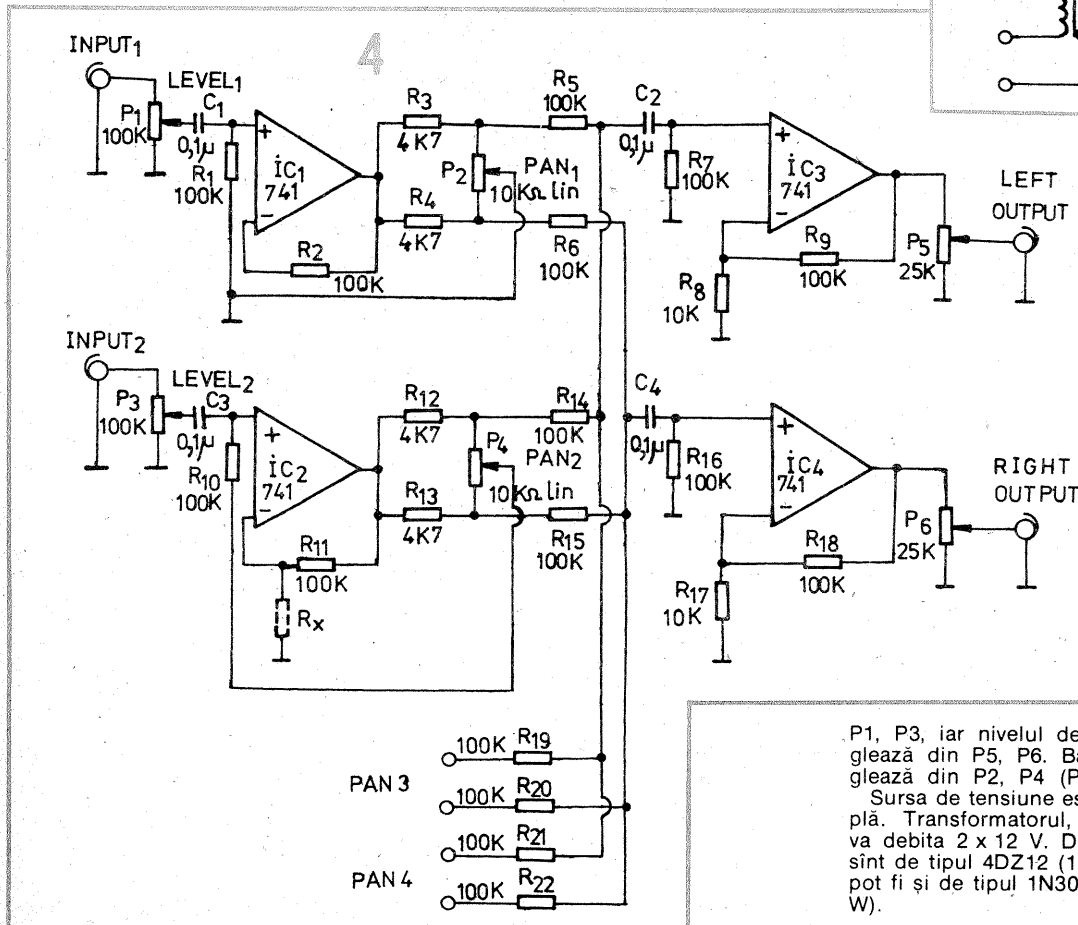 4
INPUT1
LEVEL1
P1
100K
C1
0,1µ
R1
100K
+
iC1
741
-
R2
100K
R3
4K7
R4
4K7
P2
PAN1
10KΩ lin
R5
100K
R6
100K
C2
0,1µ
R7
100K
+
iC3
741
-
R8
10K
R9
100K
P5
25K
LEFT
OUTPUT
INPUT2
LEVEL2
P3
100K
C3
0,1µ
R10
100K
+
iC2
741
-
R11
100K
Rx
R12
4K7
R13
4K7
P4
PAN2
10KΩ lin
R14
100K
R15
100K
C4
0,1µ
R16
100K
+
iC4
741
-
R17
10K
R18
100K
P6
25K
RIGHT
OUTPUT
PAN 3
100K R19
100K R20
PAN 4
100K R21
100K R22
P1, P3, iar nivelul de
glează din P5, P6. Ba
glează din P2, P4 (P
Sursa de tensiune es
plă. Transformatorul,
va debita 2 x 12 V. D
sînt de tipul 4DZ12 (1
pot fi și de tipul 1N30
W).